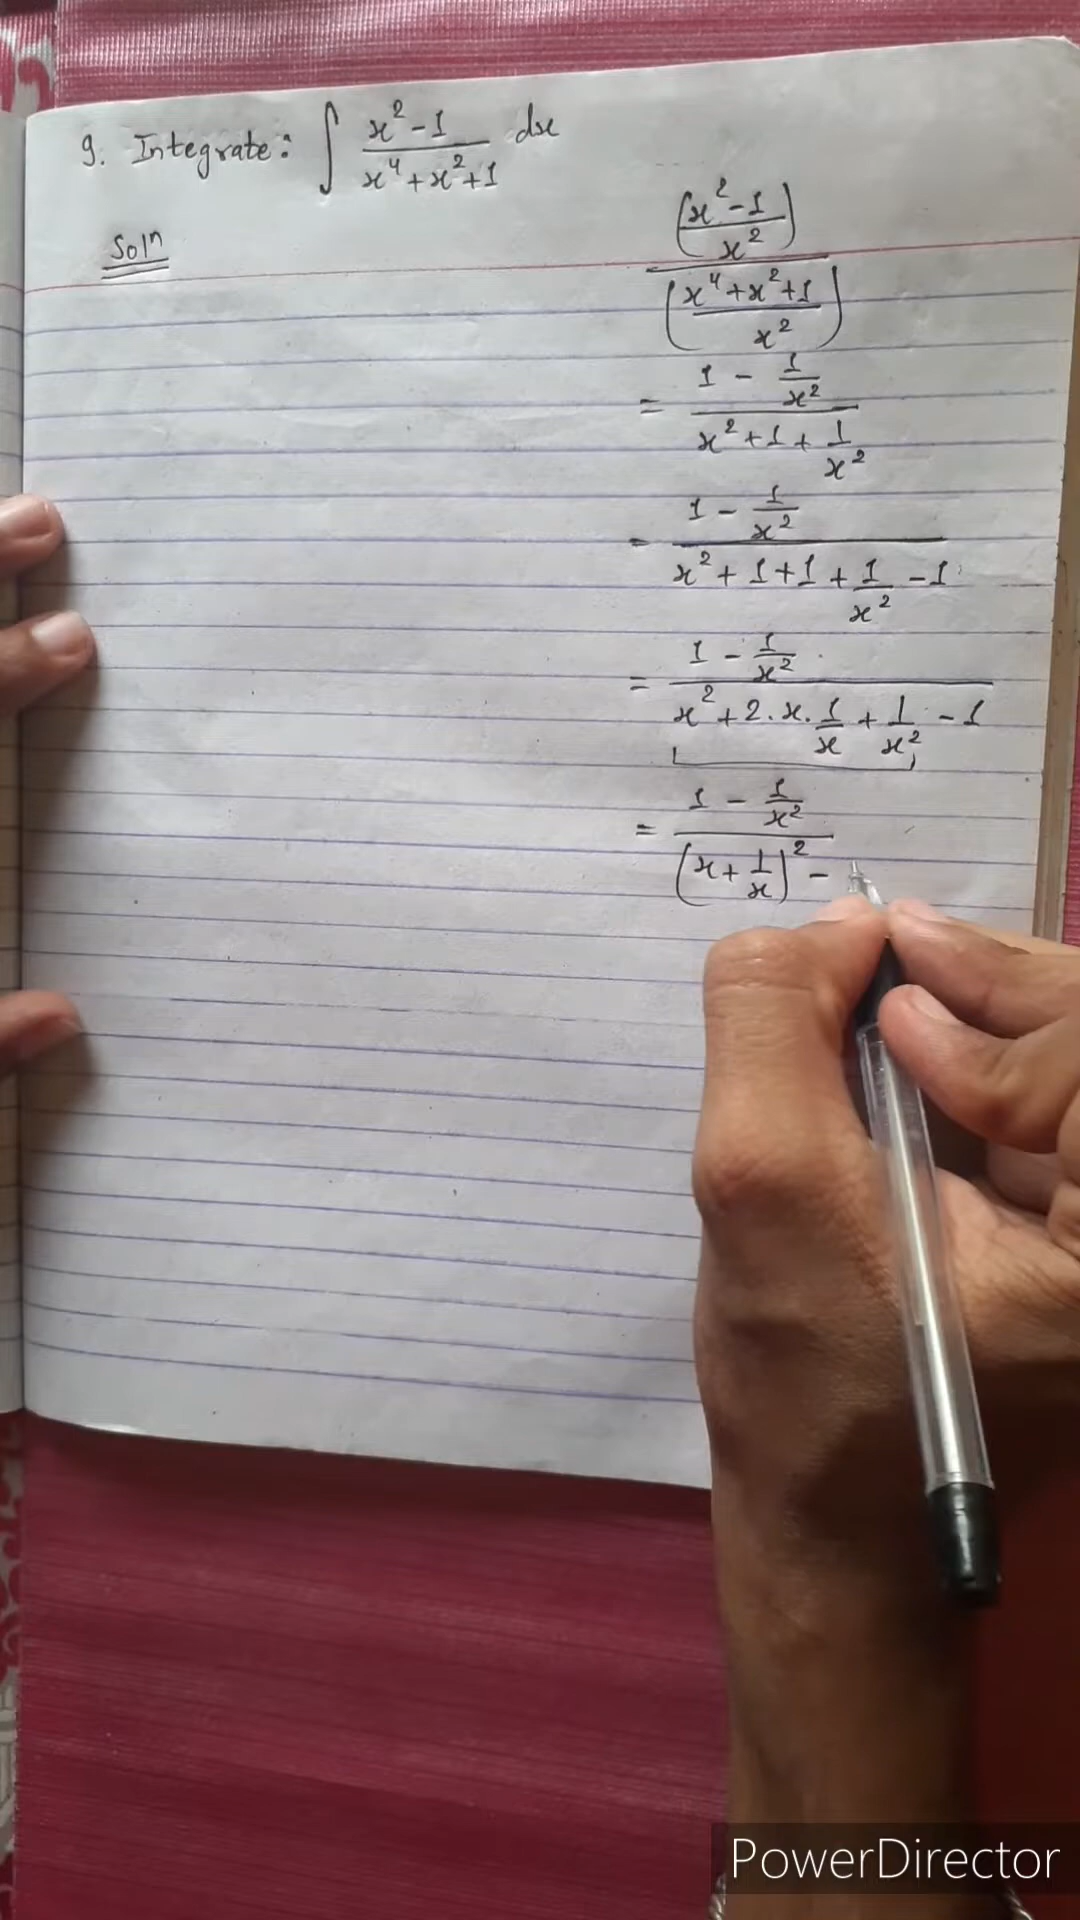 9. Integrate: ∫ (x² - 1)/(x⁴ + x² + 1) dx
Solⁿ
((x² - 1)/x²) / ((x⁴ + x² + 1)/x²)
= (1 - 1/x²) / (x² + 1 + 1/x²)
= (1 - 1/x²) / (x² + 1 + 1 + 1/x² - 1)
= (1 - 1/x²) / (x² + 2 · x · 1/x + 1/x² - 1)
= (1 - 1/x²) / (x + 1/x)² -
PowerDirector